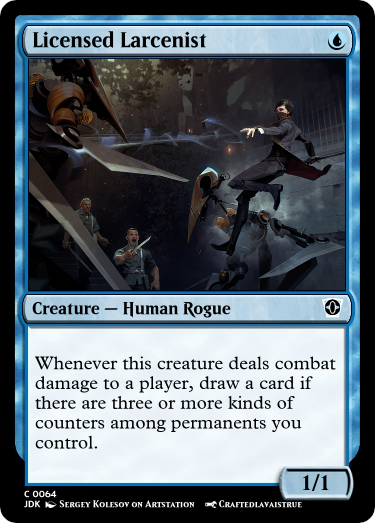 Licensed Larcenist
Creature — Human Rogue
Whenever this creature deals combat
damage to a player, draw a card if
there are three or more kinds of
counters among permanents you
control.
1/1
C 0064
JDK Sergey Kolesov on Artstation Craftedlavaistrue